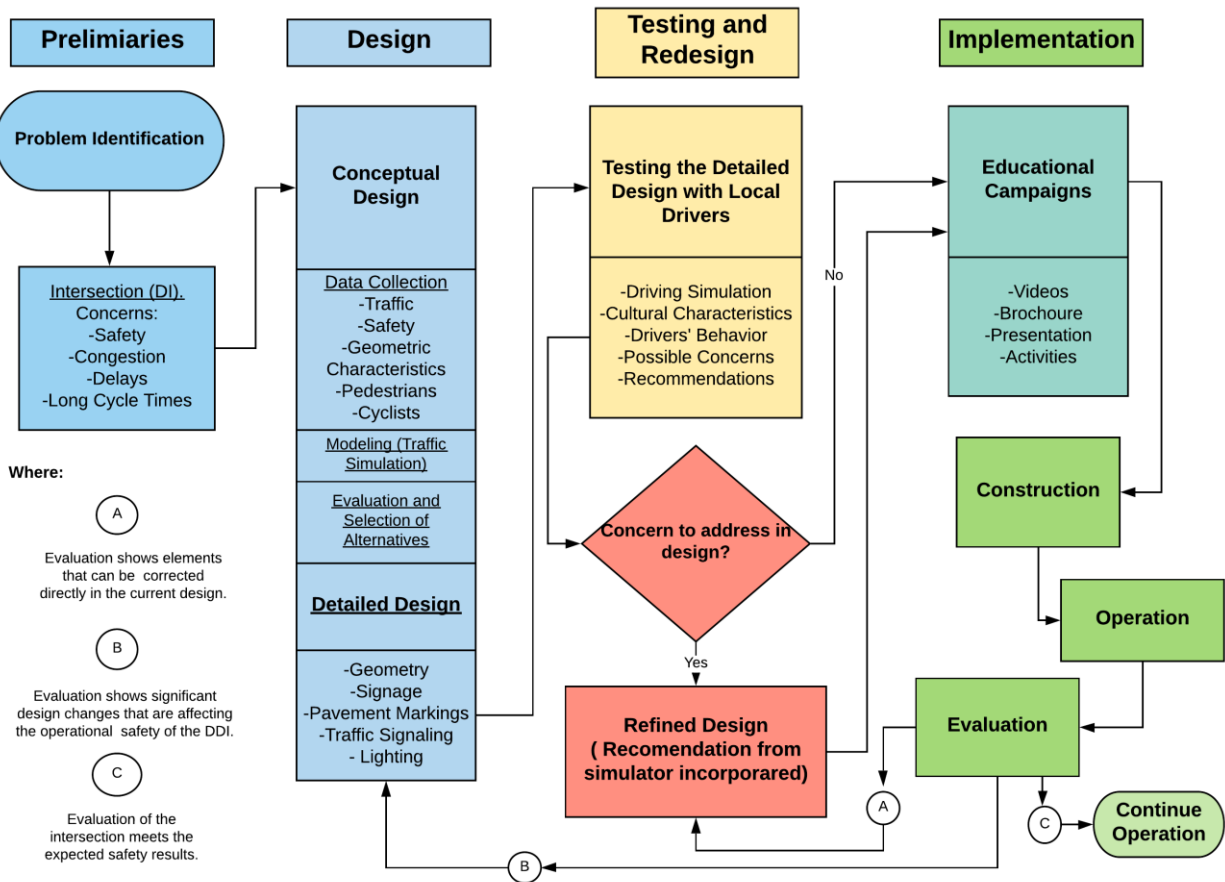 Prelimiaries
Design
Testing and
Redesign
Implementation
Problem Identification
Intersection (DI).
Concerns:
-Safety
-Congestion
-Delays
-Long Cycle Times
Where:
A
Evaluation shows elements
that can be corrected
directly in the current design.
B
Evaluation shows significant
design changes that are affecting
the operational safety of the DDI.
C
Evaluation of the
intersection meets the
expected safety results.
Conceptual
Design
Data Collection
-Traffic
-Safety
-Geometric
Characteristics
-Pedestrians
-Cyclists
Modeling (Traffic
Simulation)
Evaluation and
Selection of
Alternatives
Detailed Design
-Geometry
-Signage
-Pavement Markings
-Traffic Signaling
- Lighting
Testing the Detailed
Design with Local
Drivers
-Driving Simulation
-Cultural Characteristics
-Drivers' Behavior
-Possible Concerns
-Recommendations
Concern to address in
design?
No
Yes
Refined Design
( Recomendation from
simulator incorporared)
Educational
Campaigns
-Videos
-Brochoure
-Presentation
-Activities
Construction
Operation
Evaluation
A
B
C
Continue
Operation